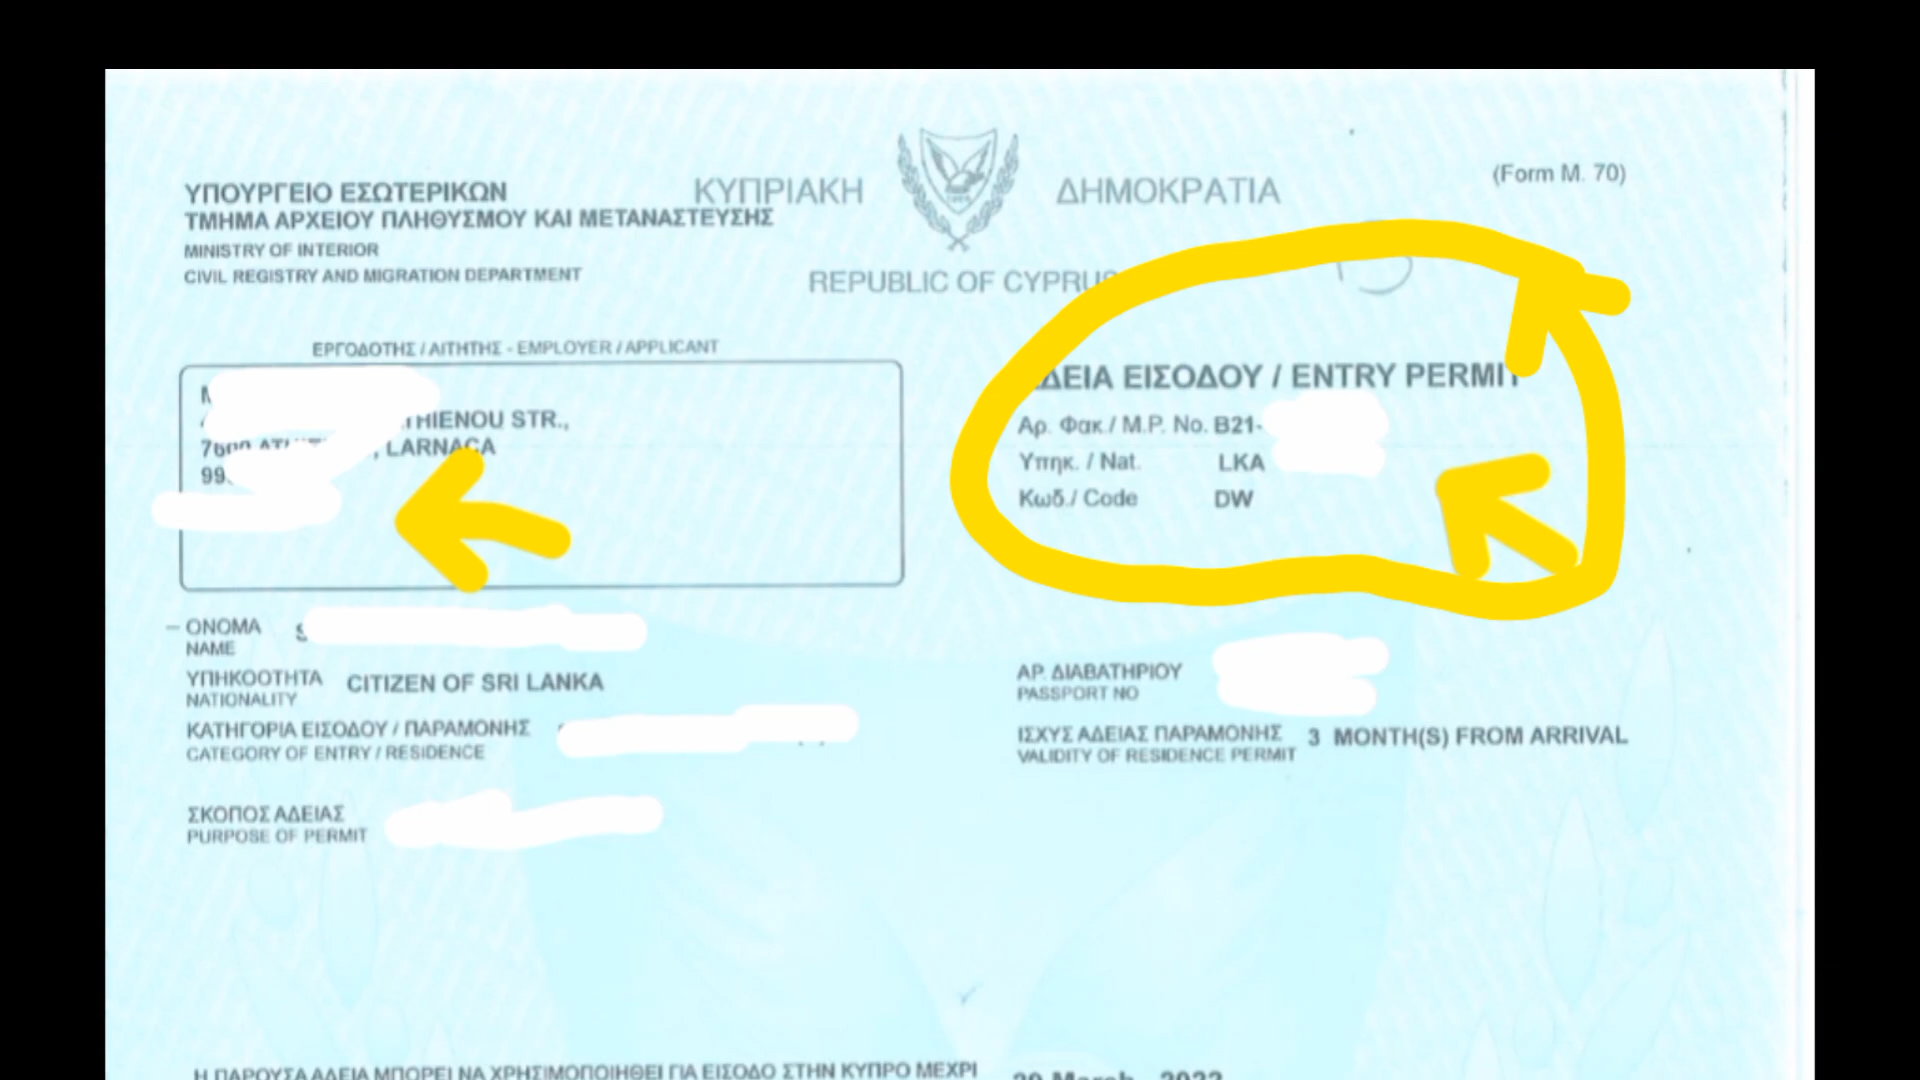 (Form M. 70)
ΥΠΟΥΡΓΕΙΟ ΕΣΩΤΕΡΙΚΩΝ
ΚΥΠΡΙΑΚΗ ΔΗΜΟΚΡΑΤΙΑ
ΤΜΗΜΑ ΑΡΧΕΙΟΥ ΠΛΗΘΥΣΜΟΥ ΚΑΙ ΜΕΤΑΝΑΣΤΕΥΣΗΣ
MINISTRY OF INTERIOR
CIVIL REGISTRY AND MIGRATION DEPARTMENT
REPUBLIC OF CYPRUS
ΕΡΓΟΔΟΤΗΣ / ΑΙΤΗΤΗΣ - EMPLOYER / APPLICANT
STR.,
LARNACA
ΕΙΣΟΔΟΥ / ENTRY PERMIT
Αρ. Φακ./ M.P. No. B21-
Υπηκ. / Nat. LKA
Κωδ./ Code DW
ΟΝΟΜΑ
NAME
ΥΠΗΚΟΟΤΗΤΑ CITIZEN OF SRI LANKA
NATIONALITY
ΚΑΤΗΓΟΡΙΑ ΕΙΣΟΔΟΥ / ΠΑΡΑΜΟΝΗΣ
CATEGORY OF ENTRY / RESIDENCE
ΣΚΟΠΟΣ ΑΔΕΙΑΣ
PURPOSE OF PERMIT
ΑΡ. ΔΙΑΒΑΤΗΡΙΟΥ
PASSPORT NO
ΙΣΧΥΣ ΑΔΕΙΑΣ ΠΑΡΑΜΟΝΗΣ 3 MONTH(S) FROM ARRIVAL
VALIDITY OF RESIDENCE PERMIT
Η ΠΑΡΟΥΣΑ ΑΔΕΙΑ ΜΠΟΡΕΙ ΝΑ ΧΡΗΣΙΜΟΠΟΙΗΘΕΙ ΓΙΑ ΕΙΣΟΔΟ ΣΤΗΝ ΚΥΠΡΟ ΜΕΧΡΙ